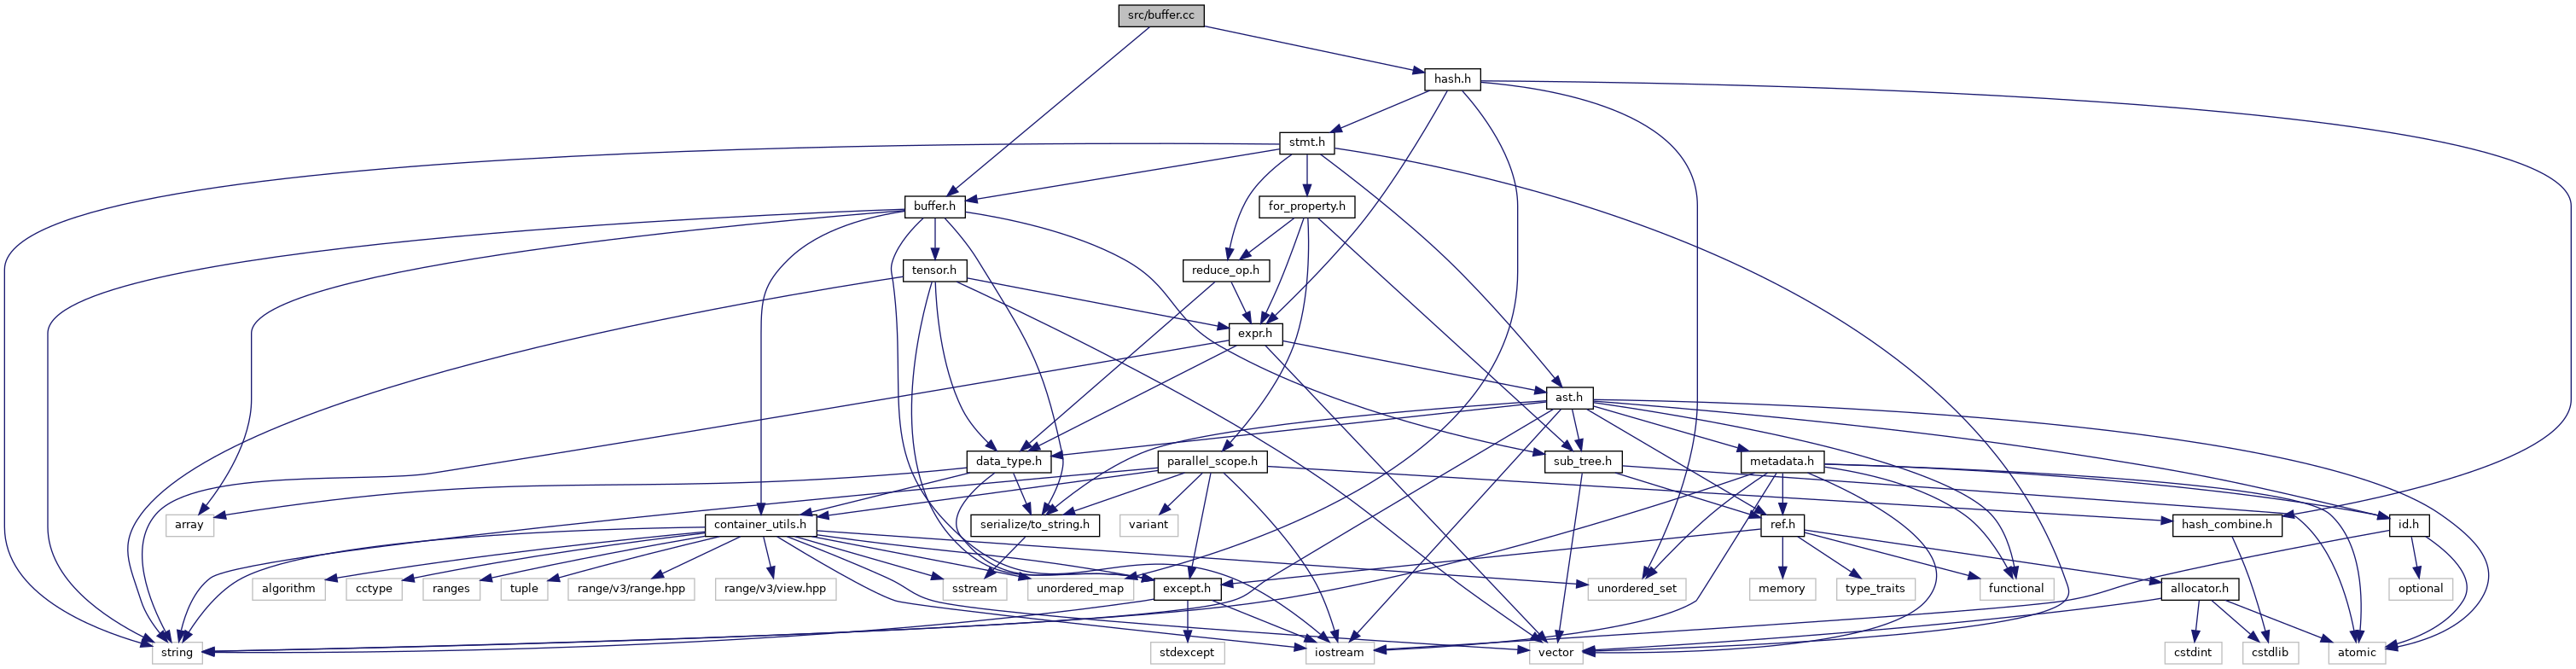 src/buffer.cc
hash.h
stmt.h
buffer.h
for_property.h
tensor.h
reduce_op.h
expr.h
ast.h
data_type.h
parallel_scope.h
sub_tree.h
metadata.h
array
container_utils.h
serialize/to_string.h
variant
ref.h
hash_combine.h
id.h
algorithm
cctype
ranges
tuple
range/v3/range.hpp
range/v3/view.hpp
sstream
unordered_map
except.h
unordered_set
memory
type_traits
functional
allocator.h
optional
string
stdexcept
iostream
vector
cstdint
cstdlib
atomic